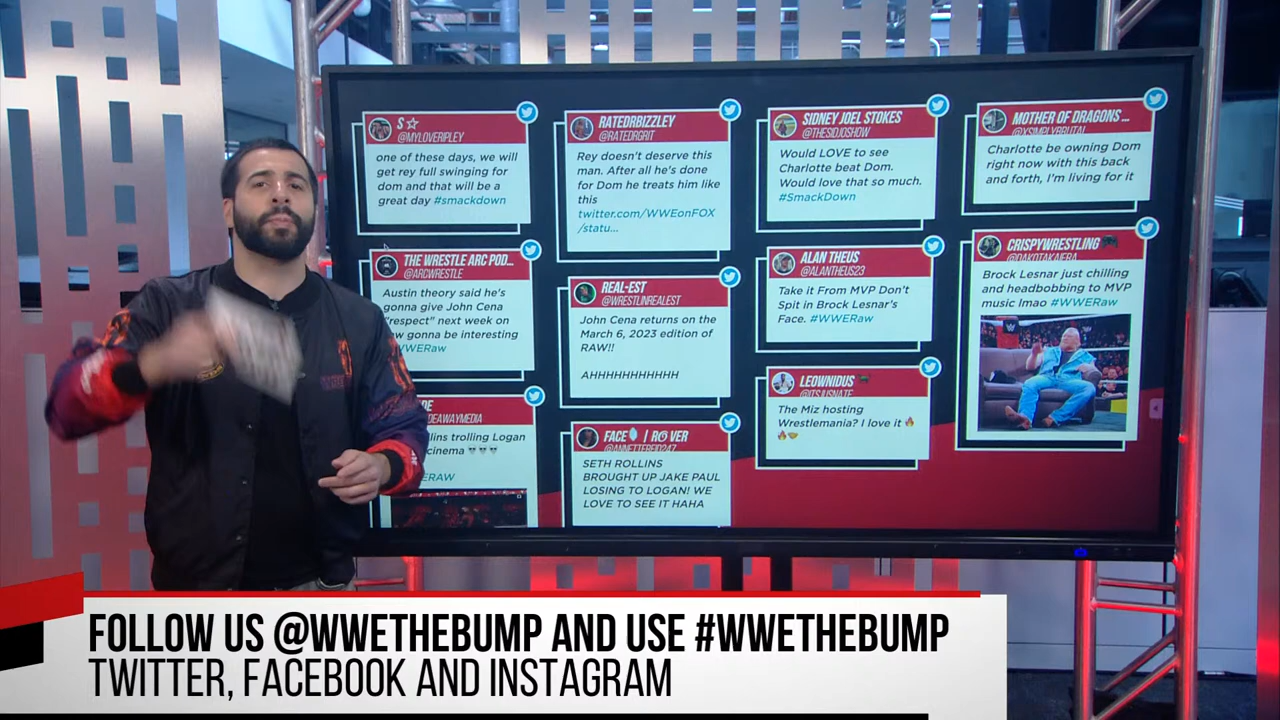 S ☆
@MYLOVERIPLEY
one of these days, we will
get rey full swinging for
dom and that will be a
great day #smackdown
THE WRESTLE ARC POD...
@ARCWRESTLE
Austin theory said he's
gonna give John Cena
"respect" next week on
gonna be interesting
DEAWAYMEDIA
trolling Logan
cinema
RATEDRBIZZLEY
@RATEDRGRIT
Rey doesn't deserve this
man. After all he's done
for Dom he treats him like
this
twitter.com/WWEonFOX
/statu...
REAL-EST
@WRESTLINREALEST
John Cena returns on the
March 6, 2023 edition of
RAW!!
AHHHHHHHHHHH
FACE | ROVER
SETH ROLLINS
BROUGHT UP JAKE PAUL
LOSING TO LOGAN! WE
LOVE TO SEE IT HAHA
SIDNEY JOEL STOKES
@THESIDJOSHOW
Would LOVE to see
Charlotte beat Dom.
Would love that so much.
#SmackDown
ALAN THEUS
@ALANTHEUS23
Take it From MVP Don't
Spit in Brock Lesnar's
Face. #WWERaw
LEOWNIDUS
@ITSJUSNATE
The Miz hosting
Wrestlemania? I love it 🔥
🔥🤝
MOTHER OF DRAGONS ...
@XSIMPLYBRUTAL
Charlotte be owning Dom
right now with this back
and forth, I'm living for it
CRISPYWRESTLING
Brock Lesnar just chilling
and headbobbing to MVP
music lmao #WWERaw
FOLLOW US @WWETHEBUMP AND USE #WWETHEBUMP
TWITTER, FACEBOOK AND INSTAGRAM